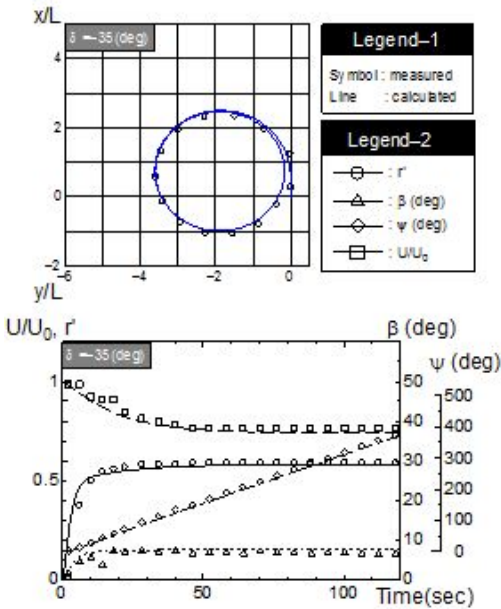 x/L
δ = –35(deg)
4
2
0
–2
–6
–4
–2
0
y/L
Legend–1
Symbol : measured
Line : calculated
Legend–2
: r'
: β (deg)
: ψ (deg)
: U/U₀
U/U₀, r'
β (deg)
ψ (deg)
δ = –35(deg)
1
0.5
0
50
40
30
20
10
0
500
400
300
200
100
0
0
50
100
Time(sec)